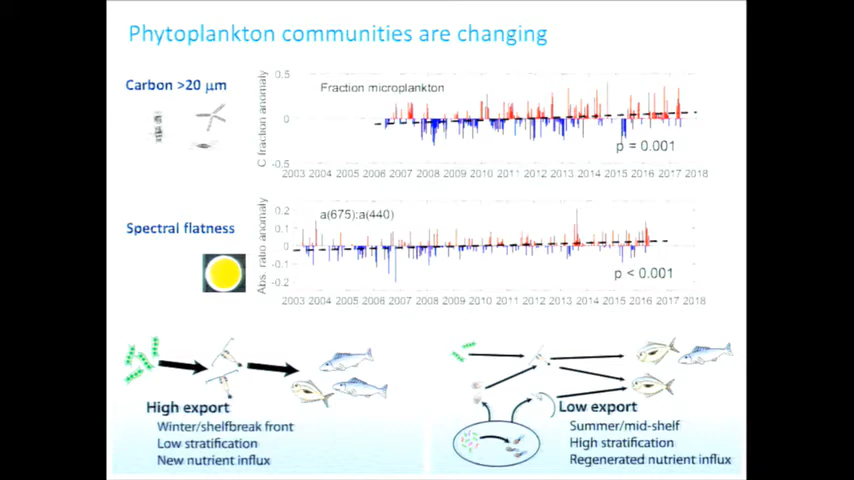 Phytoplankton communities are changing
Carbon >20 μm
Fraction microplankton
C fraction anomaly
0.5
0
-0.5
p = 0.001
2003 2004 2005 2006 2007 2008 2009 2010 2011 2012 2013 2014 2015 2016 2017 2018
Spectral flatness
a(675):a(440)
Abs. ratio anomaly
0.2
0.1
0
-0.1
-0.2
p < 0.001
2003 2004 2005 2006 2007 2008 2009 2010 2011 2012 2013 2014 2015 2016 2017 2018
High export
Winter/shelfbreak front
Low stratification
New nutrient influx
Low export
Summer/mid-shelf
High stratification
Regenerated nutrient influx